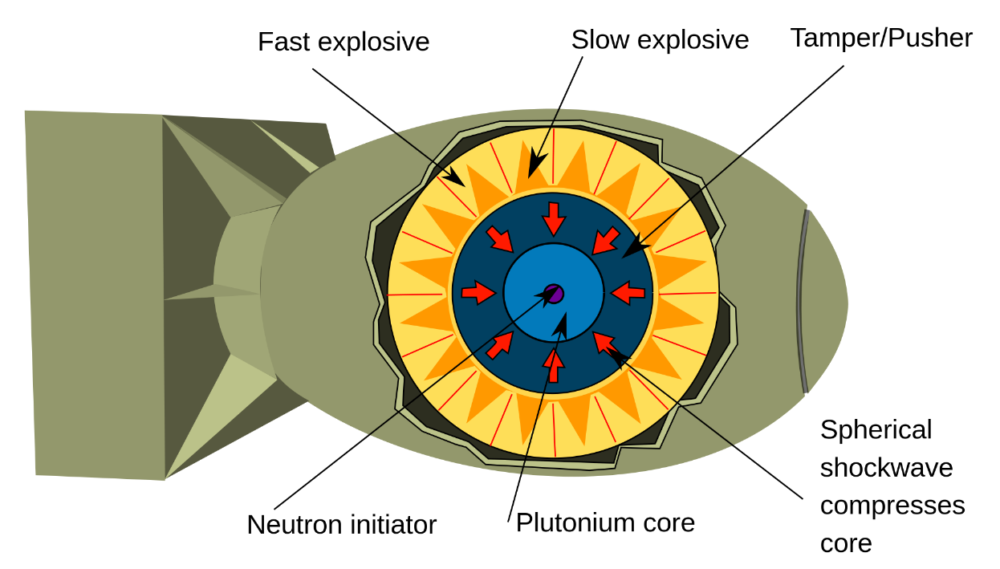 Fast explosive
Slow explosive
Tamper/Pusher
Neutron initiator
Plutonium core
Spherical
shockwave
compresses
core